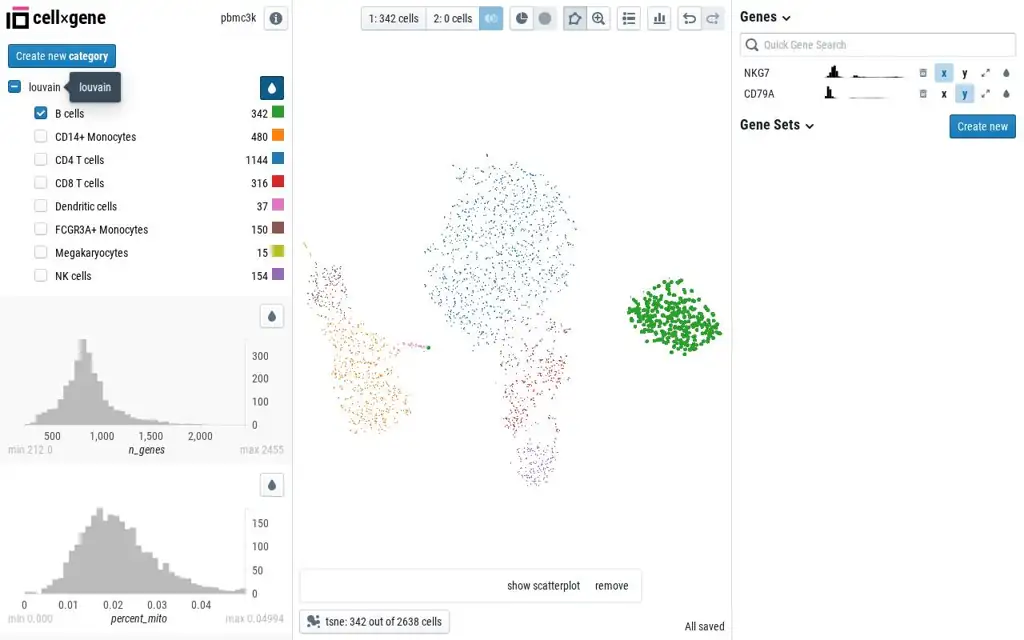 cellxgene
pbmc3k
1: 342 cells
2: 0 cells
Create new category
louvain
louvain
B cells 342
CD14+ Monocytes 480
CD4 T cells 1144
CD8 T cells 316
Dendritic cells 37
FCGR3A+ Monocytes 150
Megakaryocytes 15
NK cells 154
300
200
100
0
500 1,000 1,500 2,000
min 212.0 n_genes max 2455
150
100
50
0
0 0.01 0.02 0.03 0.04
min 0.000 percent_mito max 0.04994
show scatterplot remove
tsne: 342 out of 2638 cells
All saved
Genes
Quick Gene Search
NKG7 x y
CD79A x y
Gene Sets
Create new